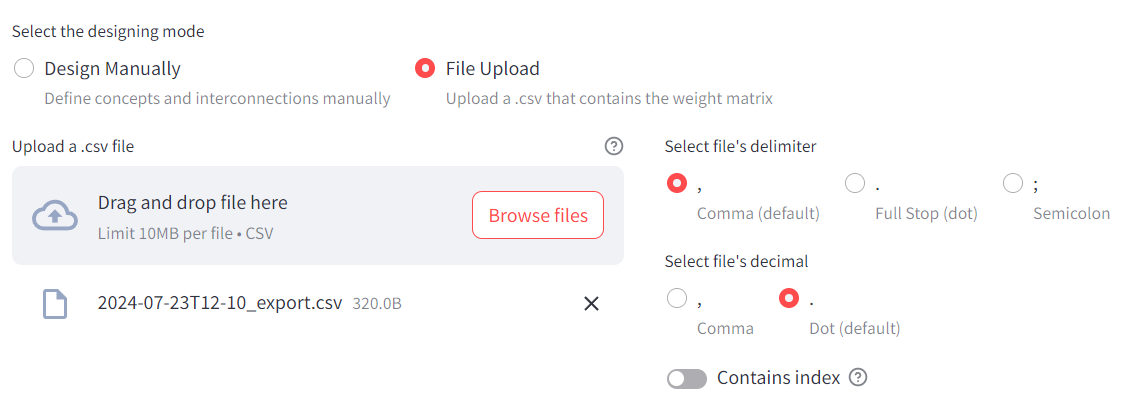 Select the designing mode
Design Manually
Define concepts and interconnections manually
File Upload
Upload a .csv that contains the weight matrix
Upload a .csv file
Drag and drop file here
Limit 10MB per file • CSV
Browse files
2024-07-23T12-10_export.csv 320.0B
Select file's delimiter
,
Comma (default)
.
Full Stop (dot)
;
Semicolon
Select file's decimal
,
Comma
.
Dot (default)
Contains index